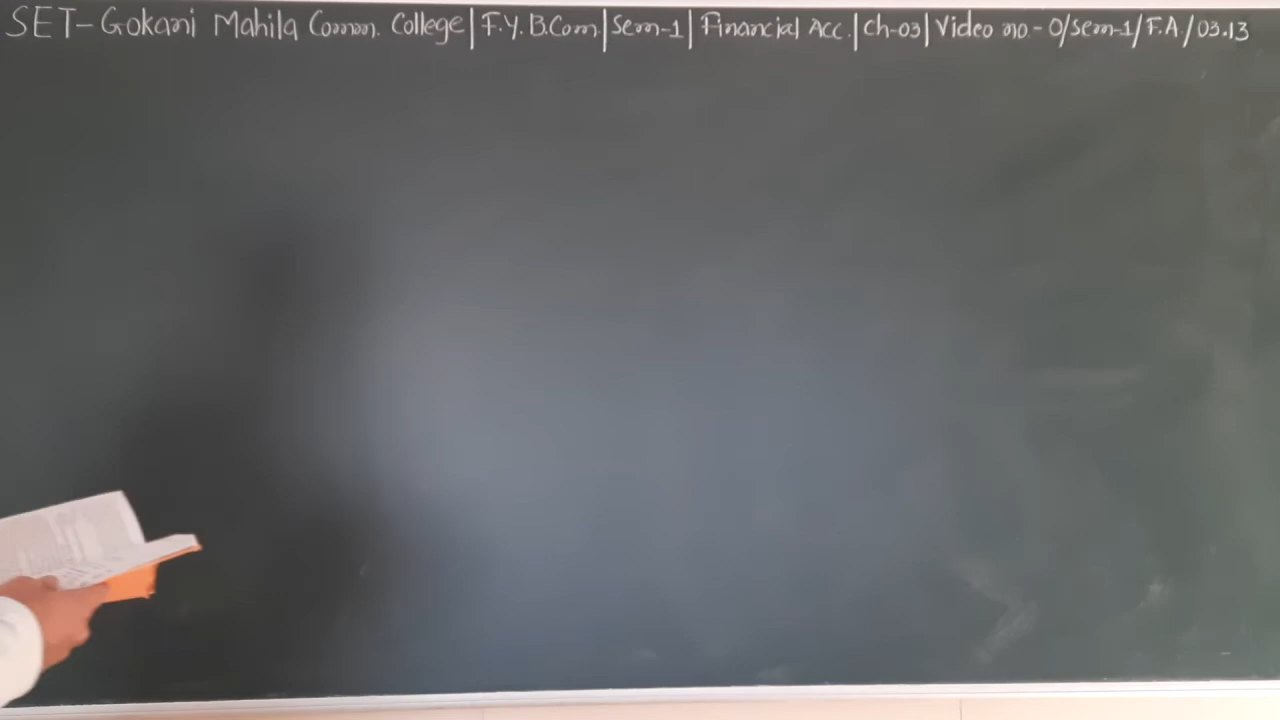 SET- Gokani Mahila Comm. College | F.Y. B.Com. | Sem-1 | Financial Acc. | Ch-03 | Video no.- 0/Sem-1/F.A./03.13